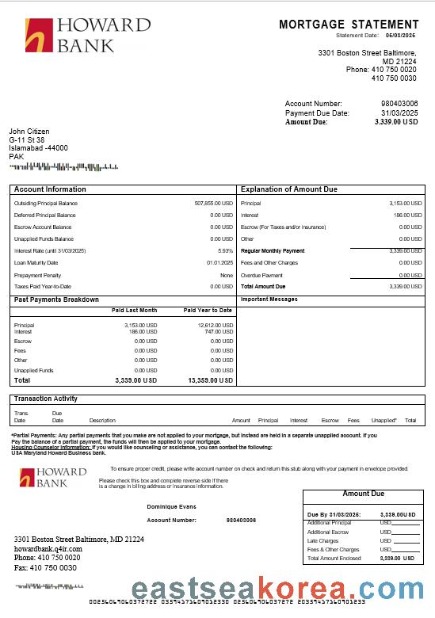 HOWARD
BANK
MORTGAGE STATEMENT
Statement Date: 06/03/2025
3301 Boston Street Baltimore,
MD 21224
Phone: 410 750 0020
410 750 0030
Account Number: 980403006
Payment Due Date: 31/03/2025
Amount Due: 3,339.00 USD
John Citizen
G-11 St 38
Islamabad -44000
PAK
Account Information
Outstanding Principal Balance 507,655.00 USD
Deferred Principal Balance 0.00 USD
Escrow Account Balance 0.00 USD
Unapplied Funds Balance 0.00 USD
Interest Rate (until 31/03/2025) 5.93%
Loan Maturity Date 01.01.2025
Prepayment Penalty None
Taxes Paid Year-to-Date 0.00 USD
Explanation of Amount Due
Principal 3,153.00 USD
Interest 186.00 USD
Escrow (For Taxes and/or Insurance) 0.00 USD
Other 0.00 USD
Regular Monthly Payment 3,339.00 USD
Fees and Other Charges 0.00 USD
Overdue Payment 0.00 USD
Total Amount Due 3,339.00 USD
Past Payments Breakdown
Paid Last Month Paid Year to Date
Principal 3,153.00 USD 12,612.00 USD
Interest 186.00 USD 747.00 USD
Escrow 0.00 USD 0.00 USD
Fees 0.00 USD 0.00 USD
Other 0.00 USD 0.00 USD
Unapplied Funds 0.00 USD 0.00 USD
Total 3,339.00 USD 13,359.00 USD
Important Messages
Transaction Activity
Trans. Due
Date Date Description Amount Principal Interest Escrow Fees Unapplied* Total
*Partial Payments: Any partial payments that you make are not applied to your mortgage, but instead are held in a separate unapplied account. If you
Pay the balance of a partial payment, the funds will then be applied to your mortgage.
Housing Counselor Information: If you would like counseling or assistance, you can contact the following:
USA Maryland Howard Business bank.
HOWARD
BANK
To ensure proper credit, please write account number on check and return this stub along with your payment in envelope provided
Please check this box and complete reverse side if there
is a change in billing address or insurance information.
Dominique Evans
Account Number: 980403006
3301 Boston Street Baltimore, MD 21224
howardbank.q4ir.com
Phone: 410 750 0020
Fax: 410 750 0030
Amount Due
Due By 31/03/2025: 3,339.00USD
Additional Principal USD
Additional Escrow USD
Late Charges USD
Fees & Other Charges USD
Total Amount Enclosed 3,339.00 USD
eastseakorea.com